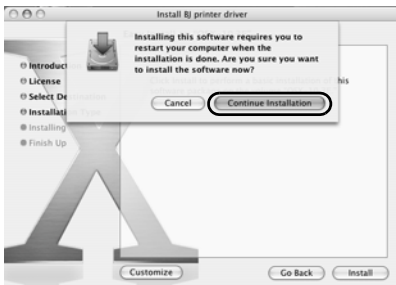 Install BJ printer driver
Installing this software requires you to
restart your computer when the
installation is done. Are you sure you want
to install the software now?
Cancel
Continue Installation
Introduct
License
Select De
Installati
Installing
Finish Up
this
Customize
Go Back
Install